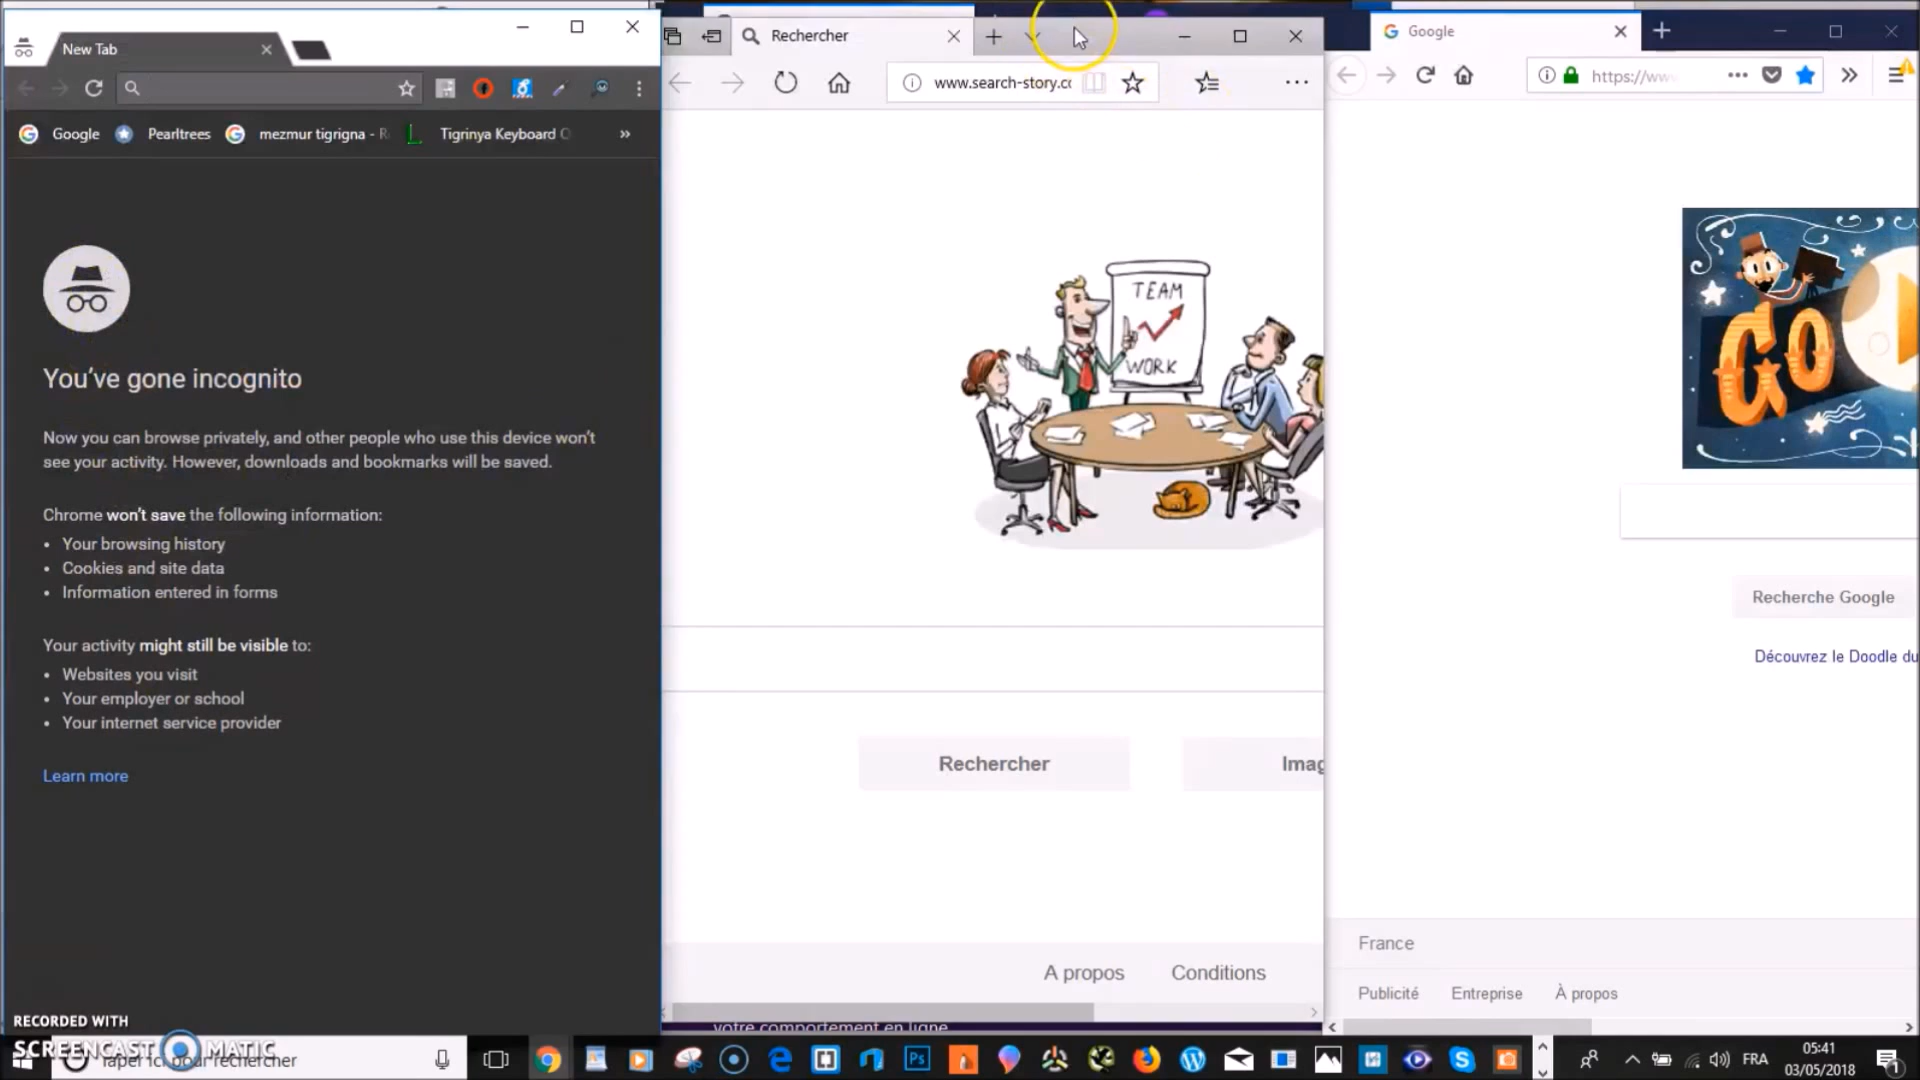 New Tab
Google
Pearltrees
mezmur tigrigna - R
Tigrinya Keyboard O
»
You've gone incognito
Now you can browse privately, and other people who use this device won't
see your activity. However, downloads and bookmarks will be saved.
Chrome won't save the following information:
• Your browsing history
• Cookies and site data
• Information entered in forms
Your activity might still be visible to:
• Websites you visit
• Your employer or school
• Your internet service provider
Learn more
Rechercher
www.search-story.co
TEAM
WORK
Rechercher
Imag
A propos
Conditions
votre comportement en ligne
Google
https://ww
GO
Recherche Google
Découvrez le Doodle du
France
Publicité
Entreprise
À propos
RECORDED WITH
SCREENCAST MATIC
Taper ici pour rechercher
Ps
FRA
05:41
03/05/2018
1